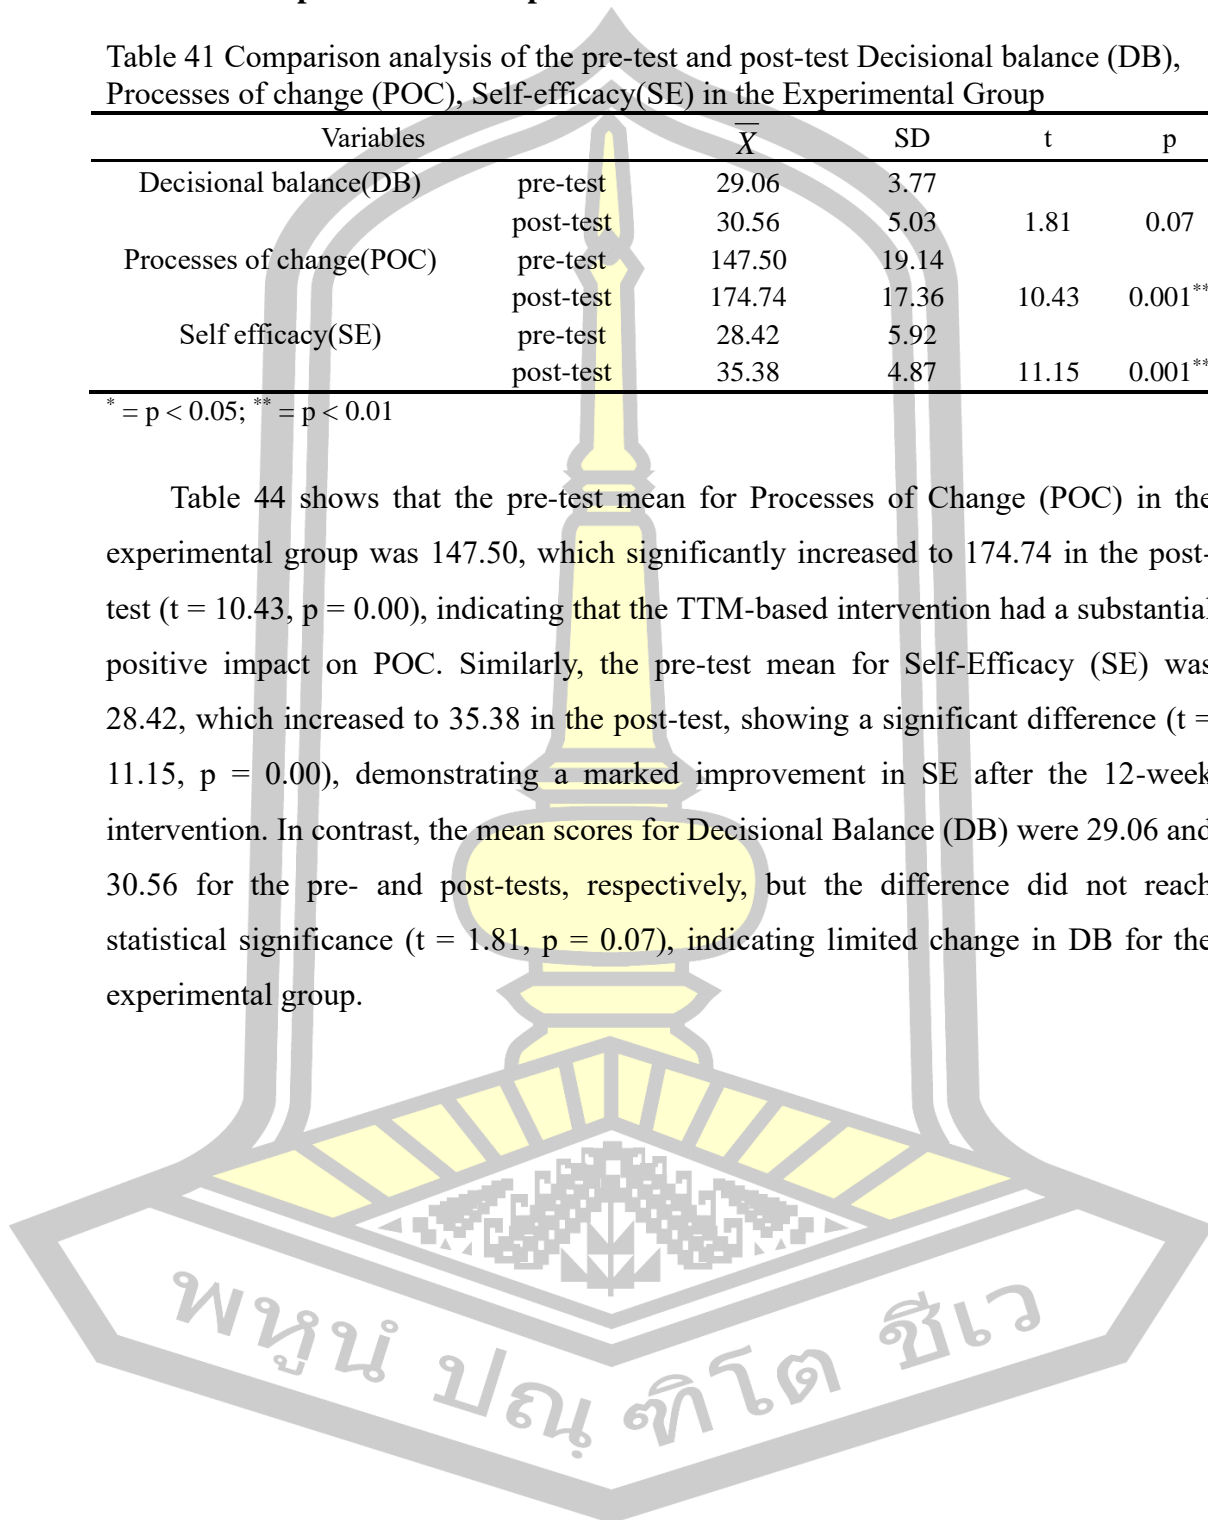 Table 41 Comparison analysis of the pre-test and post-test Decisional balance (DB),
Processes of change (POC), Self-efficacy(SE) in the Experimental Group
Variables X̅ SD t p
Decisional balance(DB) pre-test 29.06 3.77
post-test 30.56 5.03 1.81 0.07
Processes of change(POC) pre-test 147.50 19.14
post-test 174.74 17.36 10.43 0.001**
Self efficacy(SE) pre-test 28.42 5.92
post-test 35.38 4.87 11.15 0.001**
* = p < 0.05; ** = p < 0.01
Table 44 shows that the pre-test mean for Processes of Change (POC) in the
experimental group was 147.50, which significantly increased to 174.74 in the post-
test (t = 10.43, p = 0.00), indicating that the TTM-based intervention had a substantial
positive impact on POC. Similarly, the pre-test mean for Self-Efficacy (SE) was
28.42, which increased to 35.38 in the post-test, showing a significant difference (t =
11.15, p = 0.00), demonstrating a marked improvement in SE after the 12-week
intervention. In contrast, the mean scores for Decisional Balance (DB) were 29.06 and
30.56 for the pre- and post-tests, respectively, but the difference did not reach
statistical significance (t = 1.81, p = 0.07), indicating limited change in DB for the
experimental group.
พหูนํ ปณฺฑิโต ชีเว